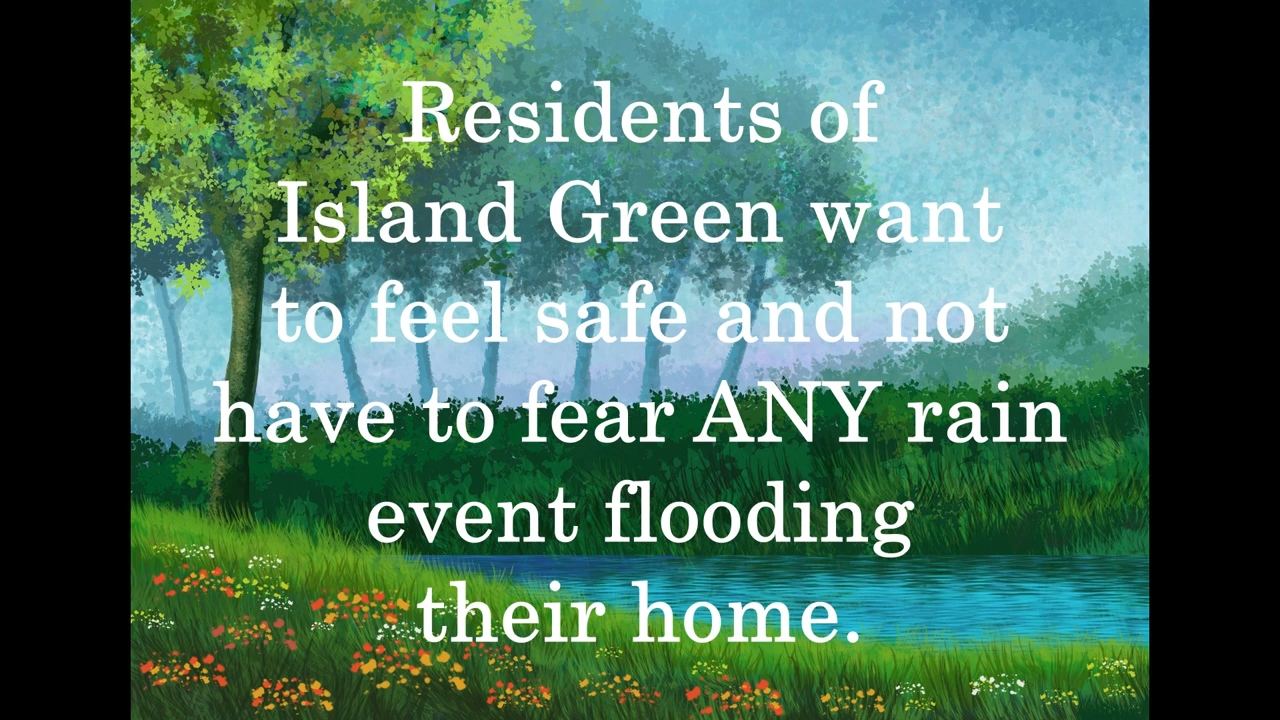 Residents of
Island Green want
to feel safe and not
have to fear ANY rain
event flooding
their home.